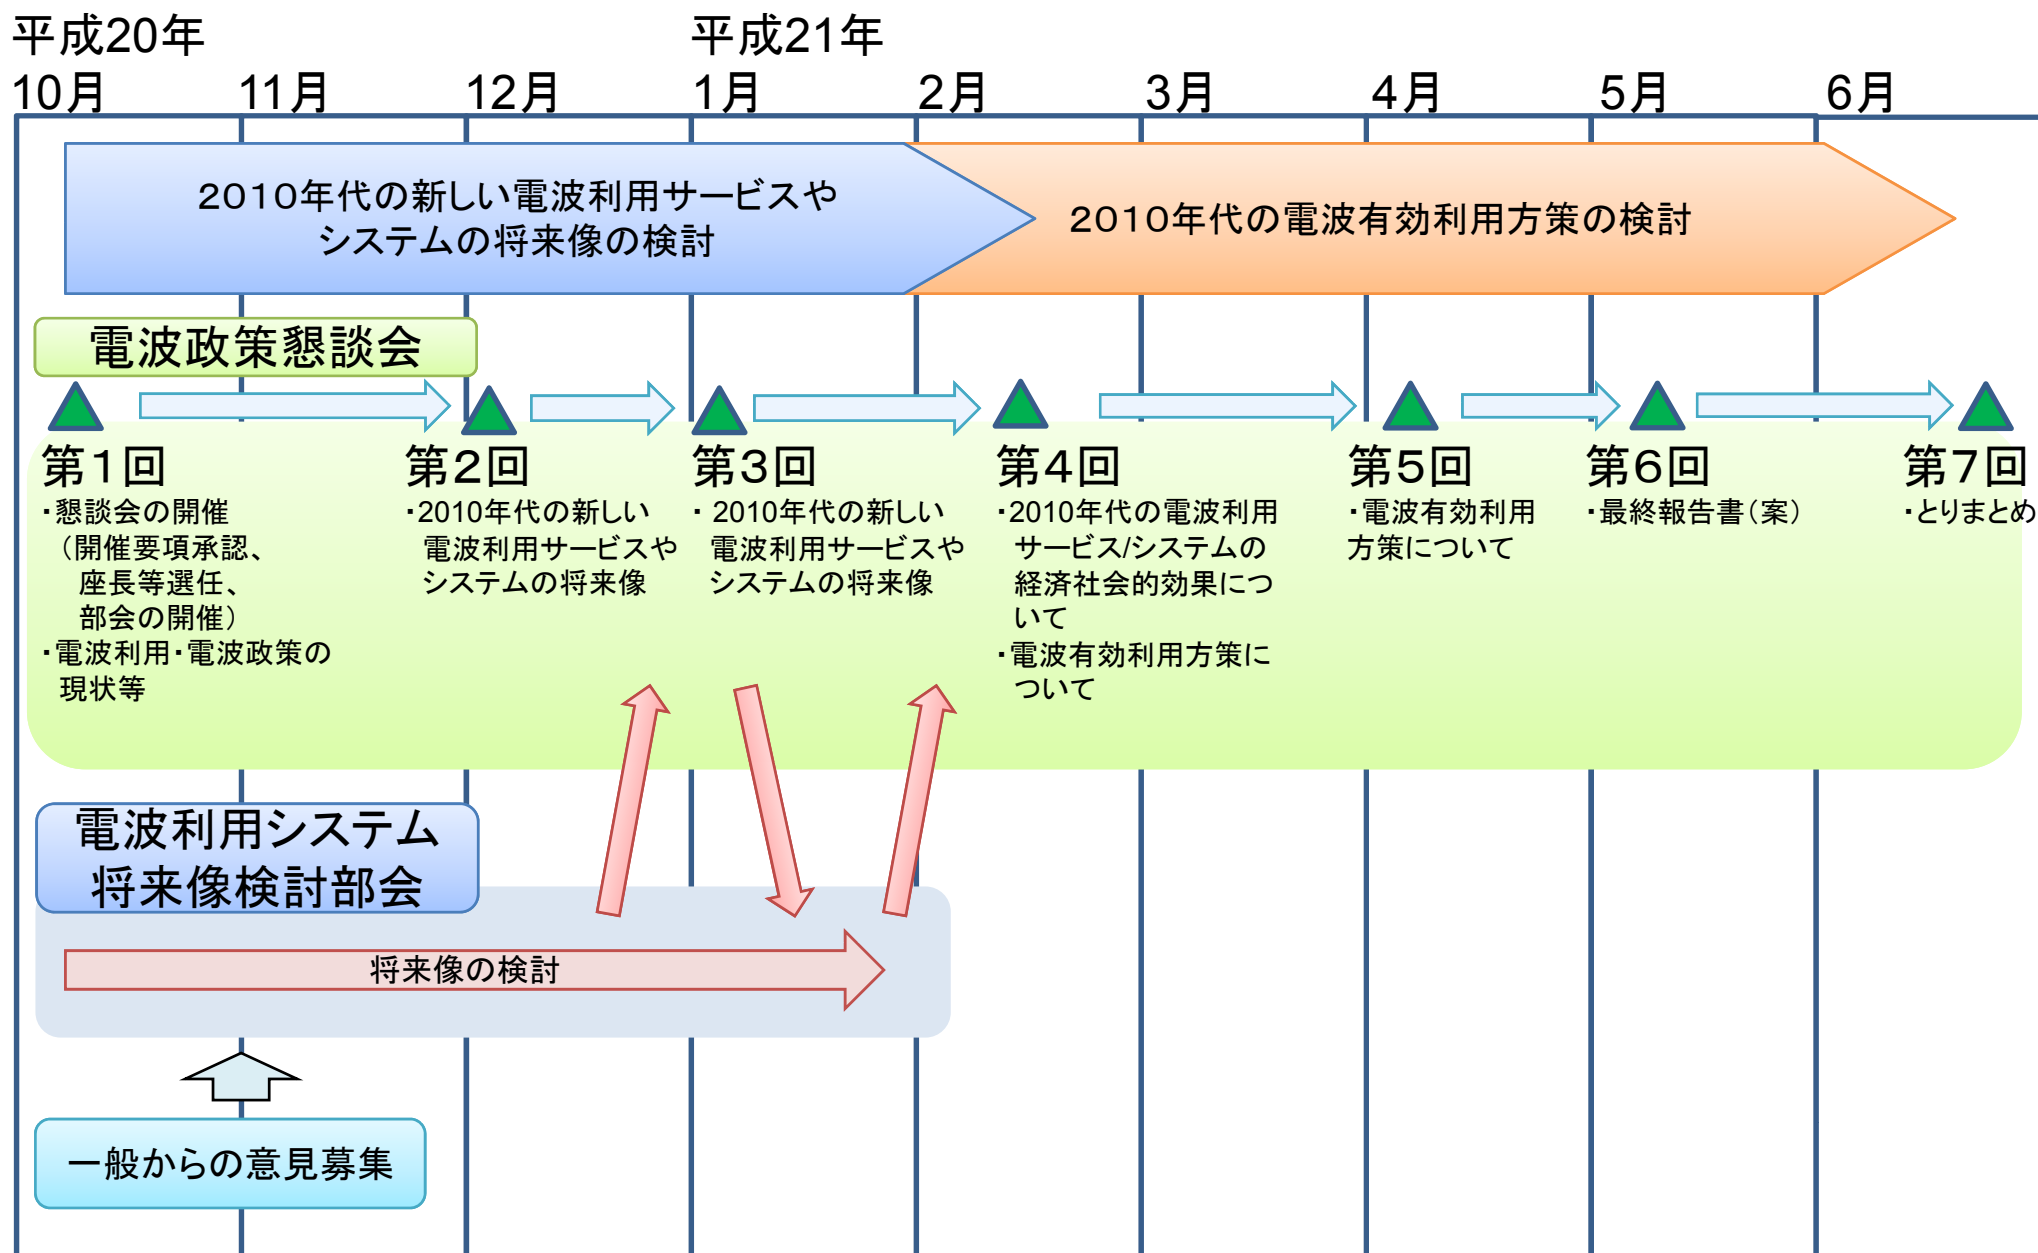 平成20年
平成21年
10月
11月
12月
1月
2月
3月
4月
5月
6月
2010年代の新しい電波利用サービスや
システムの将来像の検討
2010年代の電波有効利用方策の検討
電波政策懇談会
第1回
・懇談会の開催
（開催要項承認、
座長等選任、
部会の開催）
・電波利用・電波政策の
現状等
第2回
・2010年代の新しい
電波利用サービスや
システムの将来像
第3回
・ 2010年代の新しい
電波利用サービスや
システムの将来像
第4回
・2010年代の電波利用
サービス/システムの
経済社会的効果につ
いて
・電波有効利用方策に
ついて
第5回
・電波有効利用
方策について
第6回
・最終報告書（案）
第7回
・とりまとめ
電波利用システム
将来像検討部会
将来像の検討
一般からの意見募集